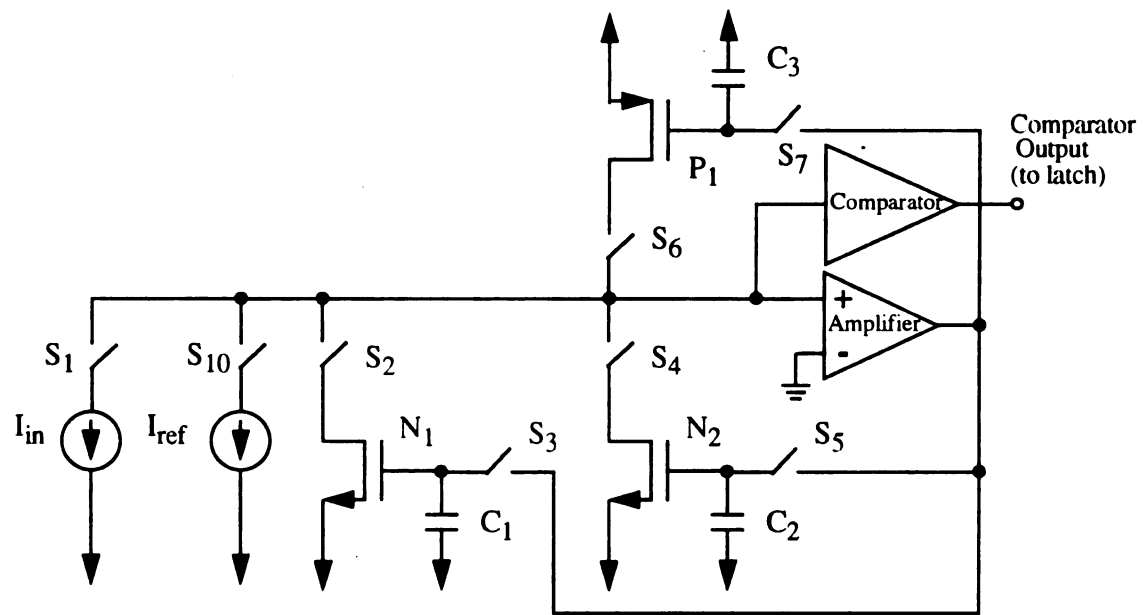 C3
S7
P1
Comparator
Output
(to latch)
Comparator
S6
+
Amplifier
-
S1
S10
S2
S4
Iin
Iref
N1
S3
N2
S5
C1
C2